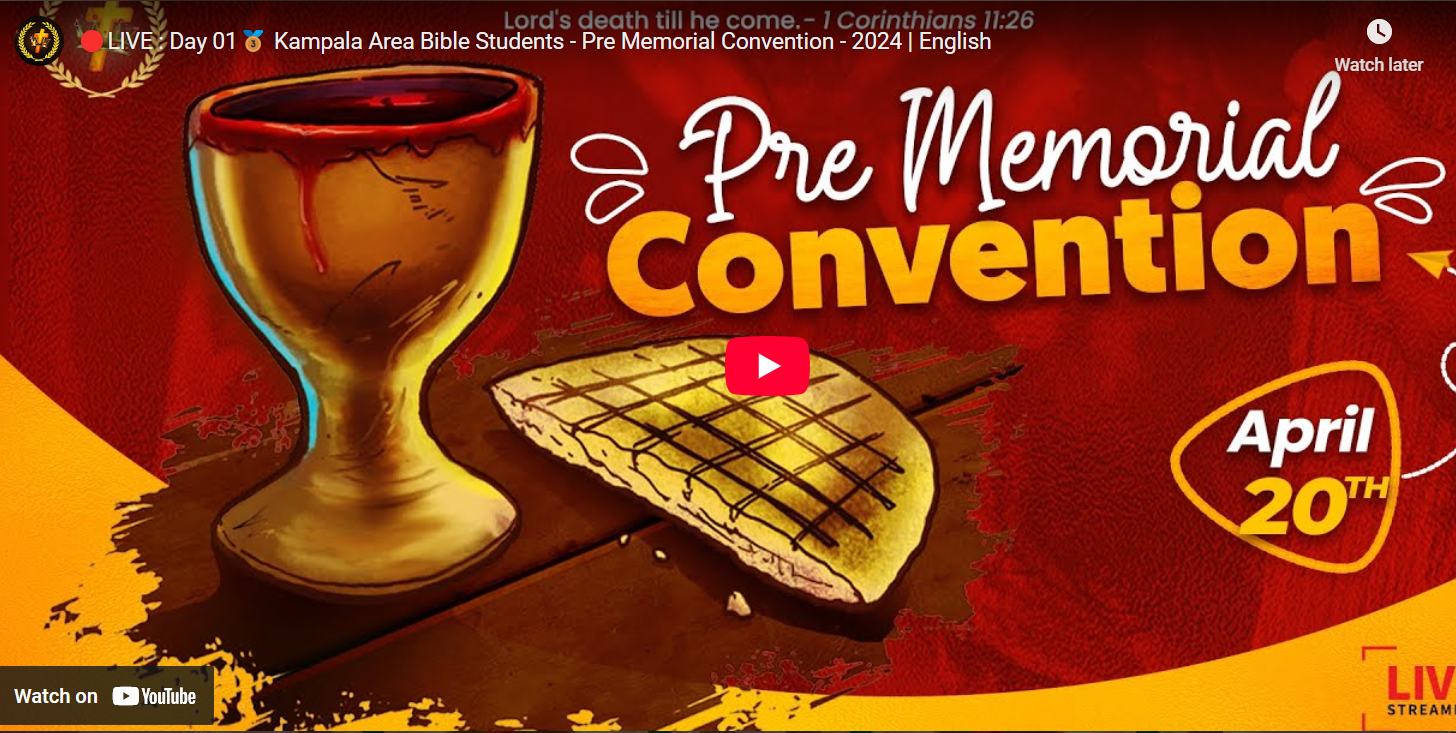 Lord's death till he come.- 1 Corinthians 11:26
🔴 LIVE : Day 01🏅 Kampala Area Bible Students - Pre Memorial Convention - 2024 | English
Watch later
Pre Memorial
Convention
April
20TH
LIV
STREAM
Watch on YouTube